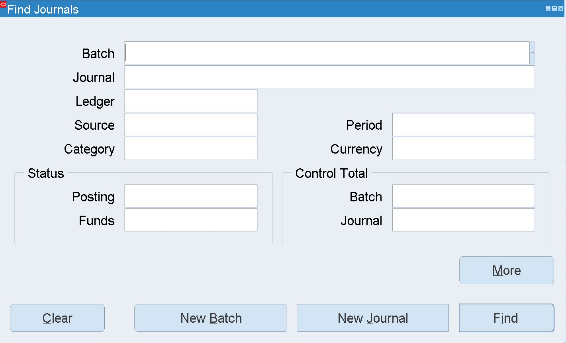 Find Journals
Batch
Journal
Ledger
Source Period
Category Currency
Status Control Total
Posting Batch
Funds Journal
More
Clear New Batch New Journal Find